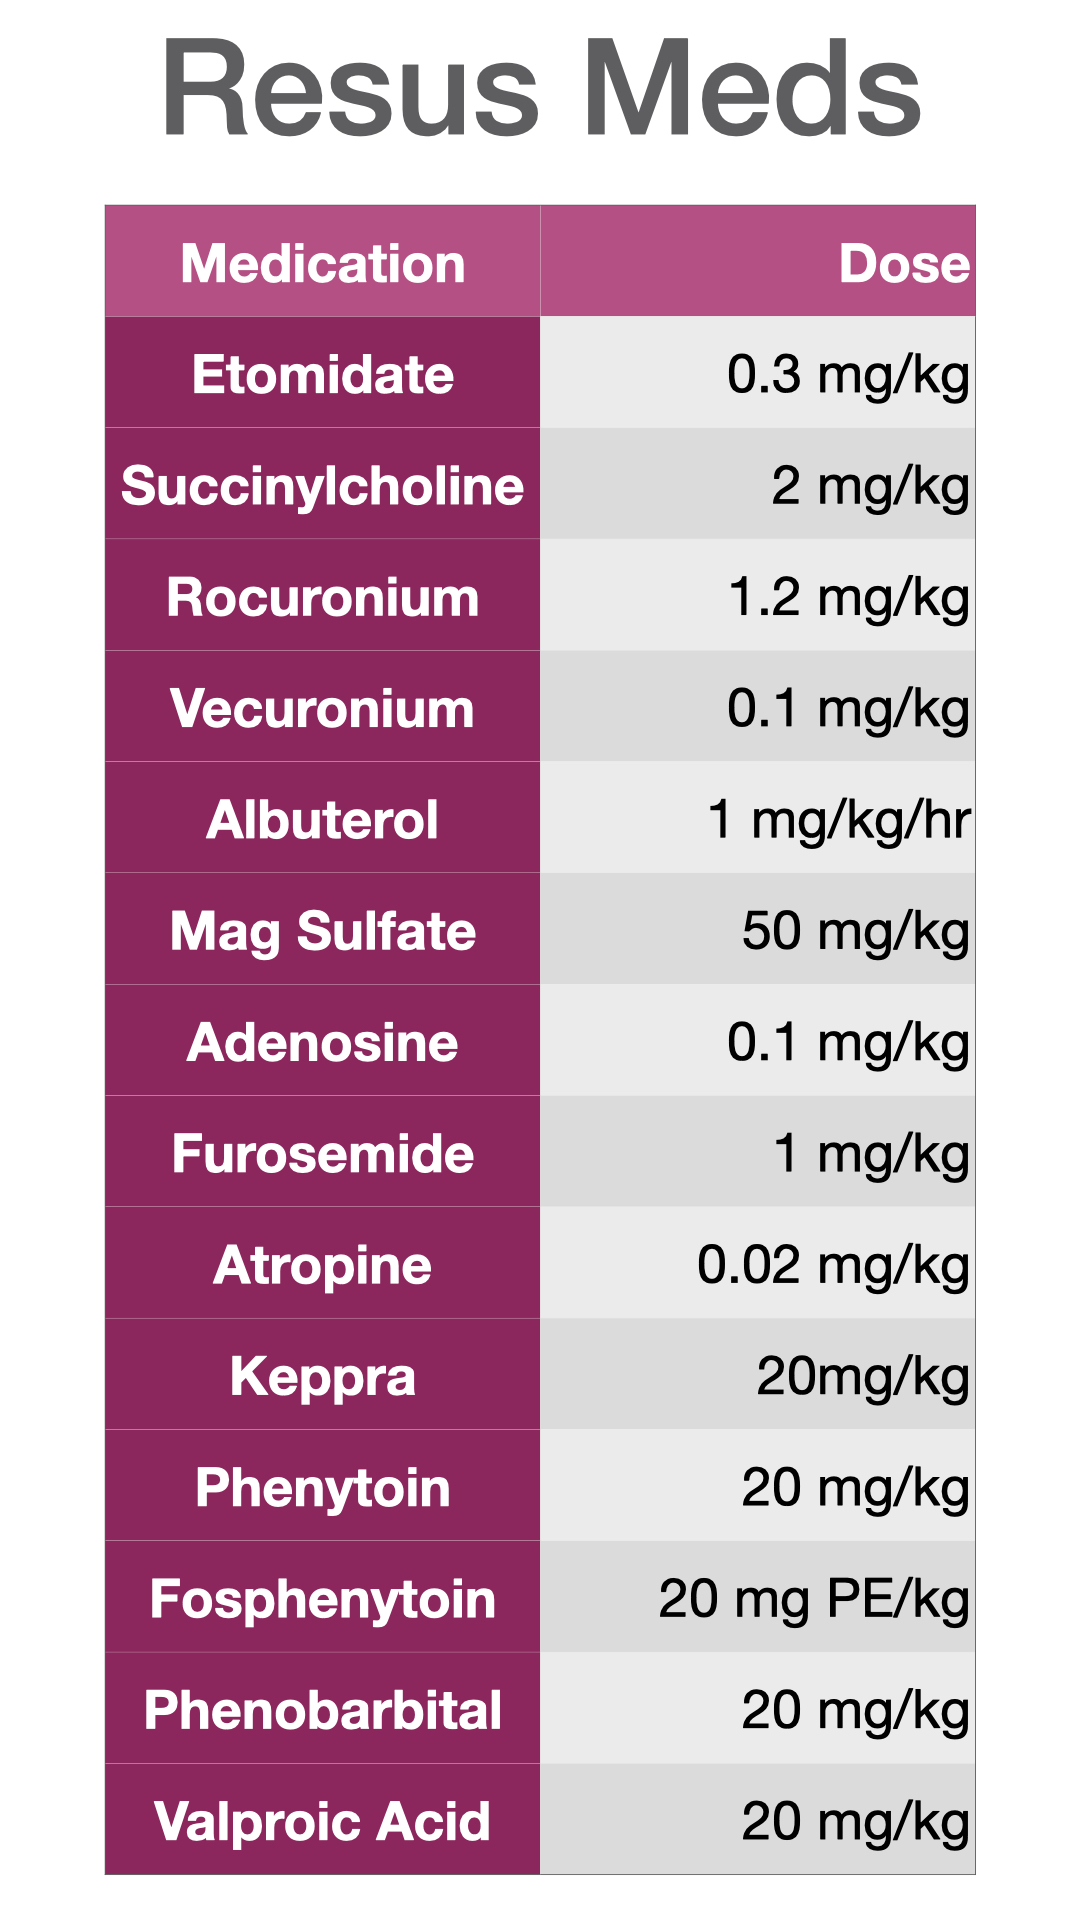 Resus Meds
Medication Dose
Etomidate 0.3 mg/kg
Succinylcholine 2 mg/kg
Rocuronium 1.2 mg/kg
Vecuronium 0.1 mg/kg
Albuterol 1 mg/kg/hr
Mag Sulfate 50 mg/kg
Adenosine 0.1 mg/kg
Furosemide 1 mg/kg
Atropine 0.02 mg/kg
Keppra 20mg/kg
Phenytoin 20 mg/kg
Fosphenytoin 20 mg PE/kg
Phenobarbital 20 mg/kg
Valproic Acid 20 mg/kg